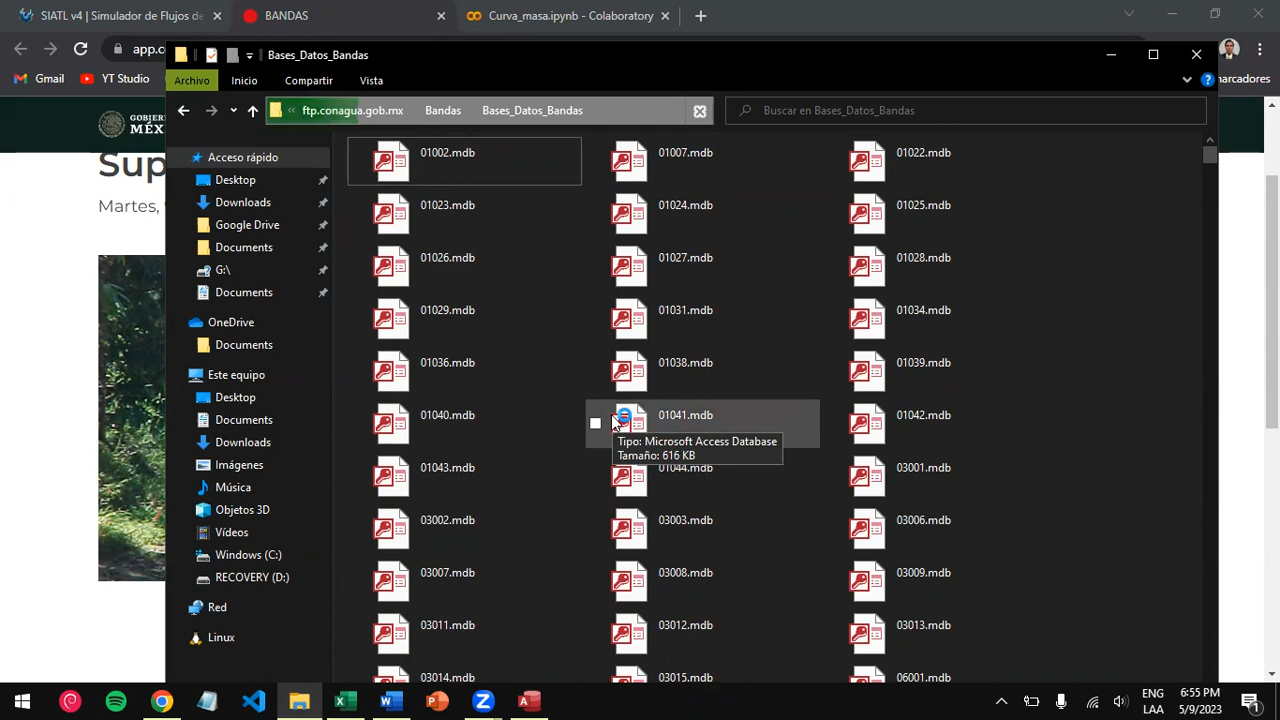 SIATL v4 | Simulador de Flujos de
BANDAS
Curva_masa.ipynb - Colaboratory
app.c
Gmail
YT Studio
arcadores
GOBIER
MÉX
Sup
Martes,
Bases_Datos_Bandas
Archivo
Inicio
Compartir
Vista
« ftp.conagua.gob.mx Bandas Bases_Datos_Bandas
Buscar en Bases_Datos_Bandas
Acceso rápido
Desktop
Downloads
Google Drive
Documents
G:\
Documents
OneDrive
Documents
Este equipo
Desktop
Documents
Downloads
Imágenes
Música
Objetos 3D
Vídeos
Windows (C:)
RECOVERY (D:)
Red
Linux
01002.mdb 01007.mdb 01022.mdb
01023.mdb 01024.mdb 01025.mdb
01026.mdb 01027.mdb 01028.mdb
01029.mdb 01031.mdb 01034.mdb
01036.mdb 01038.mdb 01039.mdb
01040.mdb 01041.mdb 01042.mdb
Tipo: Microsoft Access Database
Tamaño: 616 KB
01043.mdb 01044.mdb 03001.mdb
03002.mdb 03003.mdb 03006.mdb
03007.mdb 03008.mdb 03009.mdb
03011.mdb 03012.mdb 03013.mdb
ENG
LAA
2:55 PM
5/9/2023
1